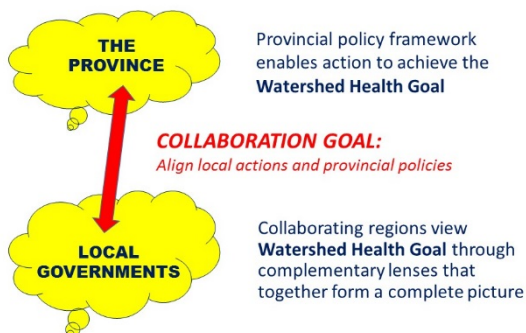 THE
PROVINCE
Provincial policy framework
enables action to achieve the
Watershed Health Goal
COLLABORATION GOAL:
Align local actions and provincial policies
LOCAL
GOVERNMENTS
Collaborating regions view
Watershed Health Goal through
complementary lenses that
together form a complete picture